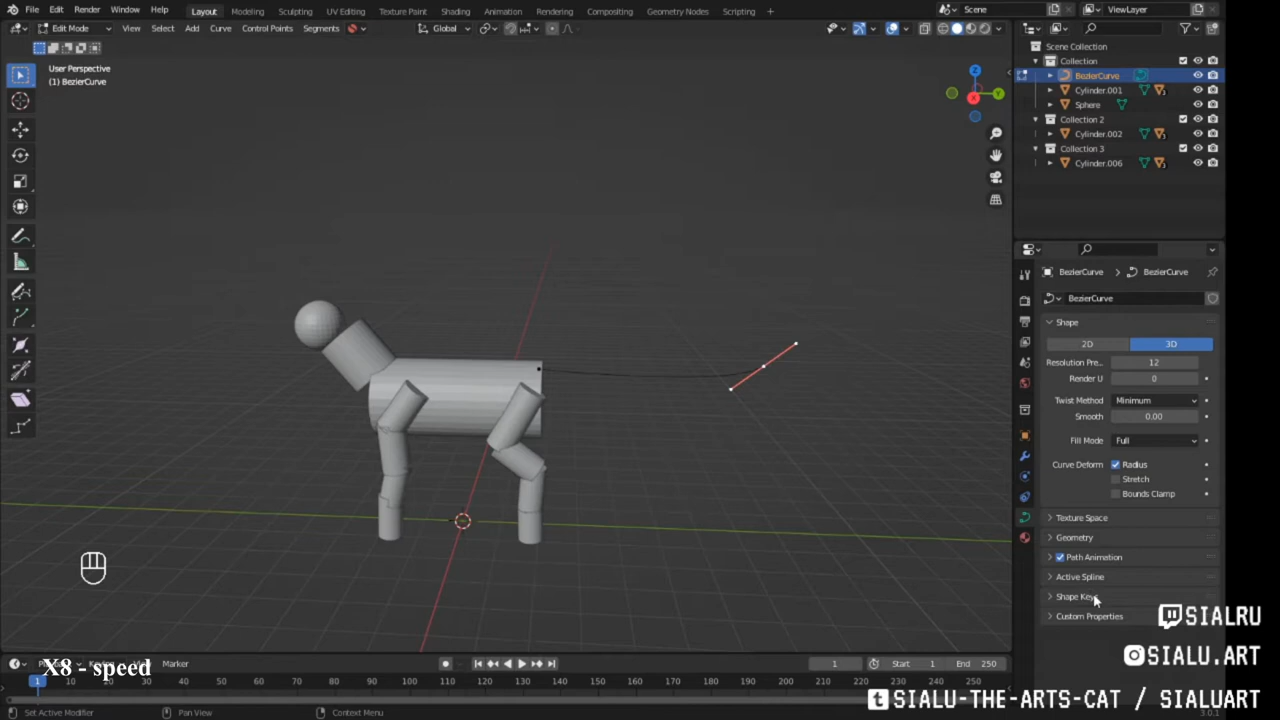 File Edit Render Window Help Layout Modeling Sculpting UV Editing Texture Paint Shading Animation Rendering Compositing Geometry Nodes Scripting Scene ViewLayer
Edit Mode View Select Add Curve Control Points Segments Global
User Perspective
(1) BezierCurve
Z
Y
X
Scene Collection
Collection
BezierCurve
Cylinder.001
Sphere
Collection 2
Cylinder.002
Collection 3
Cylinder.006
BezierCurve > BezierCurve
BezierCurve
Shape
2D 3D
Resolution Pre... 12
Render U 0
Twist Method Minimum
Smooth 0.00
Fill Mode Full
Curve Deform Radius
Stretch
Bounds Clamp
Texture Space
Geometry
Path Animation
Active Spline
Shape Keys
Custom Properties
SIALRU
SIALU.ART
SIALU-THE-ARTS-CAT / SIALUART
X8 - speed
Marker 1 Start 1 End 250
1 10 20 30 40 50 60 70 80 90 100 110 120 130 140 150 160 170 180 190 200 210 220 230 240 250
Set Active Modifier Pan View Context Menu 3.0.1